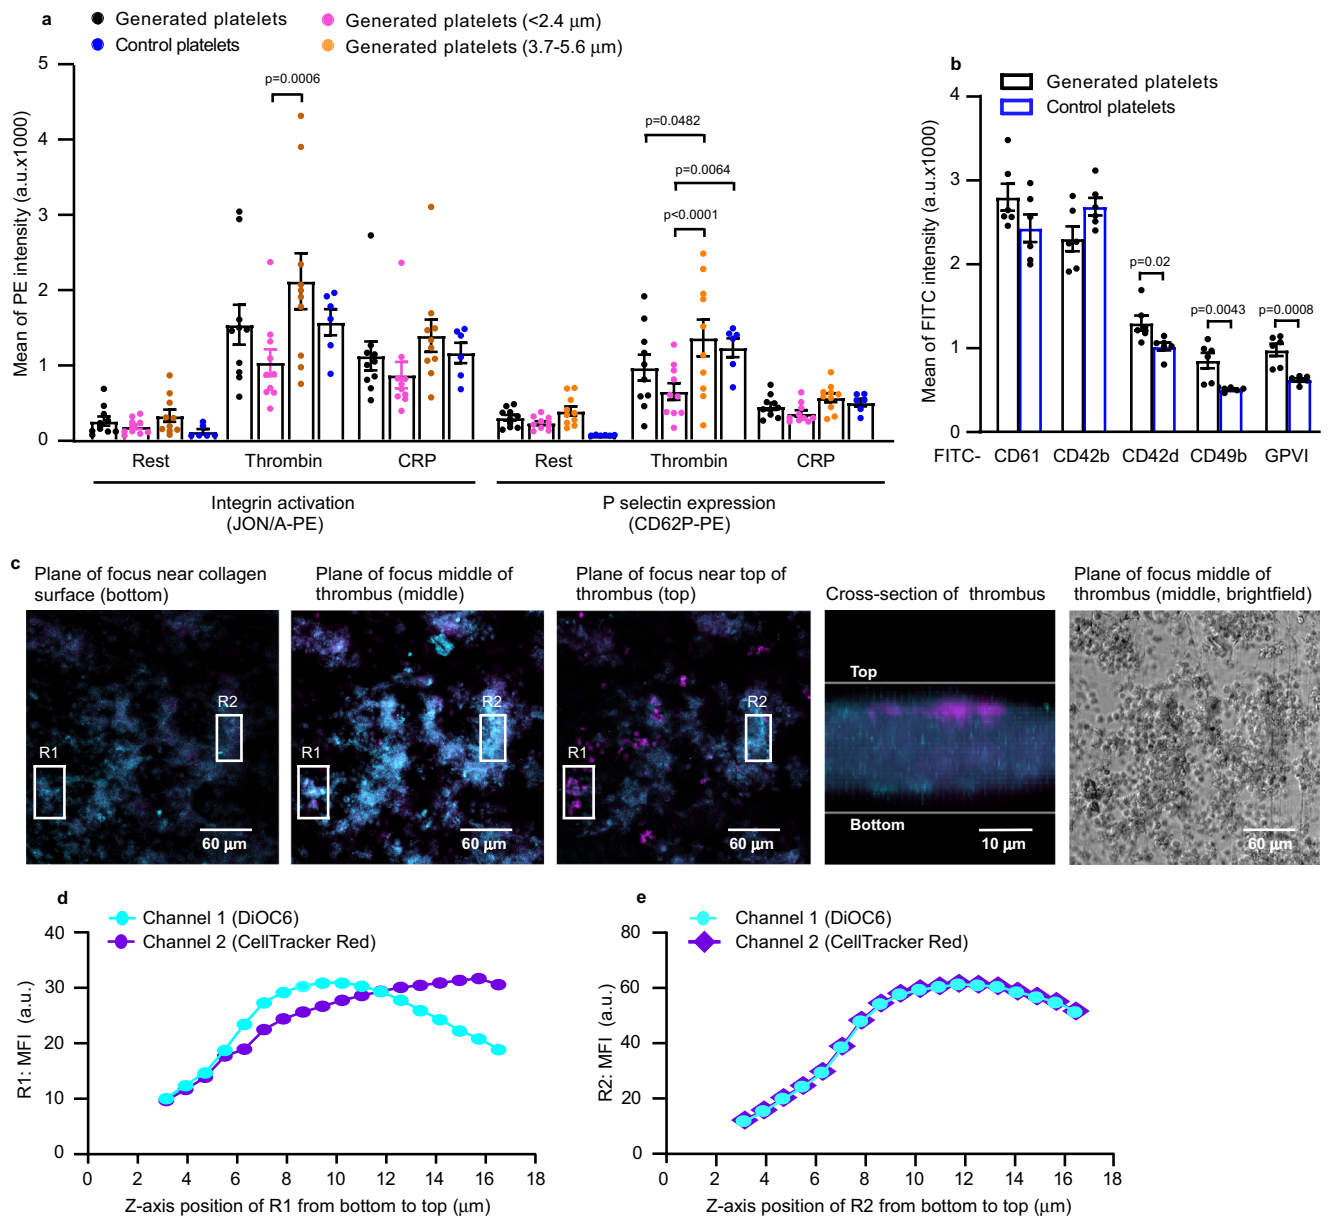 a
Generated platelets
Generated platelets (<2.4 μm)
Control platelets
Generated platelets (3.7-5.6 μm)
Mean of PE intensity (a.u.x1000)
5
4
3
2
1
0
p=0.0006
p=0.0482
p=0.0064
p<0.0001
Rest
Thrombin
CRP
Rest
Thrombin
CRP
Integrin activation
(JON/A-PE)
P selectin expression
(CD62P-PE)
b
Generated platelets
Control platelets
Mean of FITC intensity (a.u.x1000)
4
3
2
1
0
p=0.02
p=0.0043
p=0.0008
FITC- CD61 CD42b CD42d CD49b GPVI
c
Plane of focus near collagen
surface (bottom)
R1
R2
60 μm
Plane of focus middle of
thrombus (middle)
R1
R2
60 μm
Plane of focus near top of
thrombus (top)
R1
R2
60 μm
Cross-section of thrombus
Top
Bottom
10 μm
Plane of focus middle of
thrombus (middle, brightfield)
60 μm
d
Channel 1 (DiOC6)
Channel 2 (CellTracker Red)
R1: MFI (a.u.)
40
30
20
10
0
0 2 4 6 8 10 12 14 16 18
Z-axis position of R1 from bottom to top (μm)
e
Channel 1 (DiOC6)
Channel 2 (CellTracker Red)
R2: MFI (a.u.)
80
60
40
20
0
0 2 4 6 8 10 12 14 16 18
Z-axis position of R2 from bottom to top (μm)